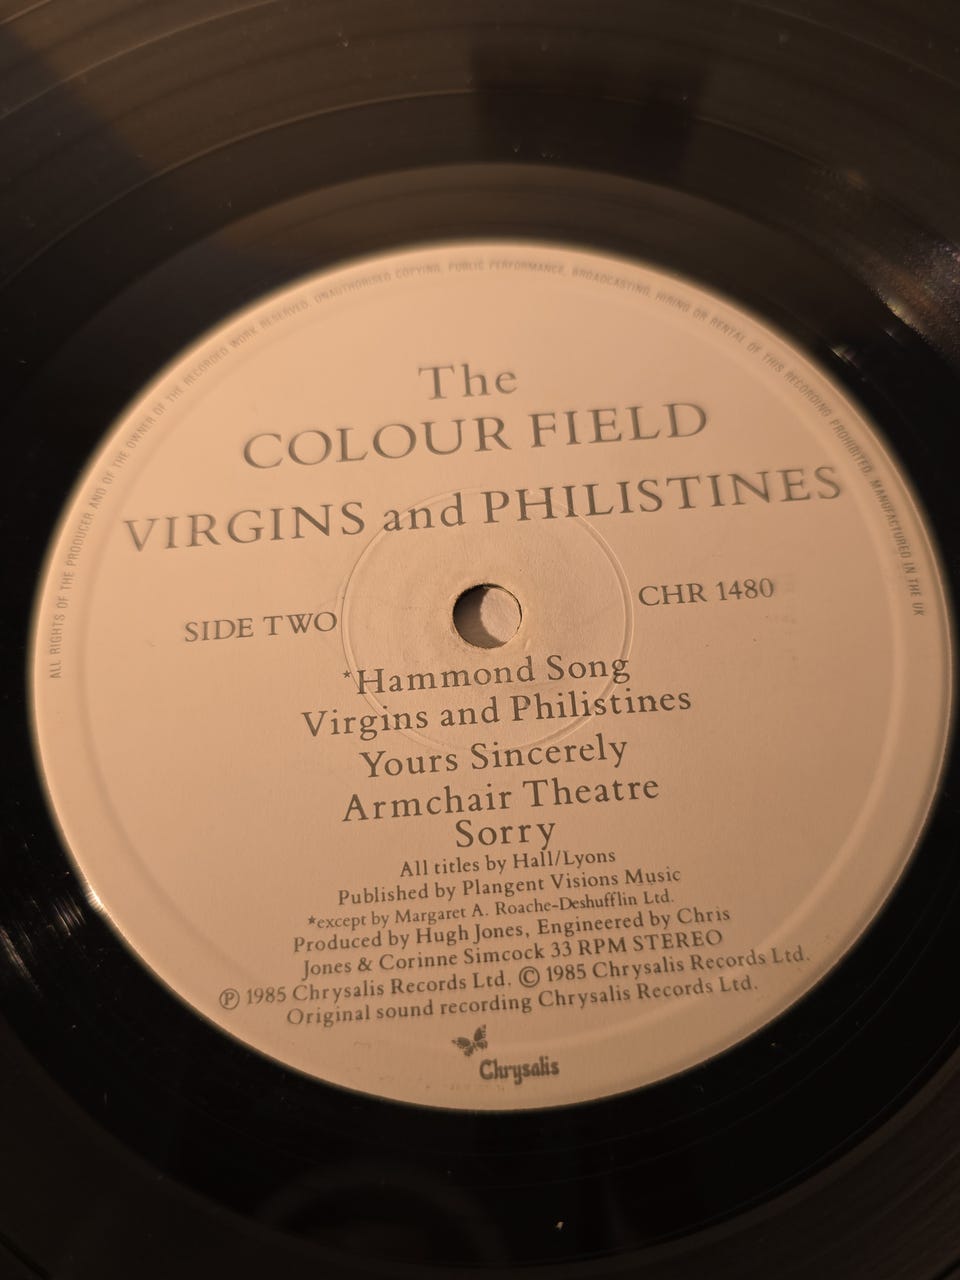 ALL RIGHTS OF THE PRODUCER AND OF THE OWNER OF THE RECORDED WORK RESERVED. UNAUTHORISED COPYING, PUBLIC PERFORMANCE, BROADCASTING, HIRING OR RENTAL OF THIS RECORDING PROHIBITED. MANUFACTURED IN THE UK
The
COLOUR FIELD
VIRGINS and PHILISTINES
SIDE TWO
CHR 1480
*Hammond Song
Virgins and Philistines
Yours Sincerely
Armchair Theatre
Sorry
All titles by Hall/Lyons
Published by Plangent Visions Music
*except by Margaret A. Roache-Deshufflin Ltd.
Produced by Hugh Jones, Engineered by Chris
Jones & Corinne Simcock 33 RPM STEREO
℗ 1985 Chrysalis Records Ltd. © 1985 Chrysalis Records Ltd.
Original sound recording Chrysalis Records Ltd.
Chrysalis